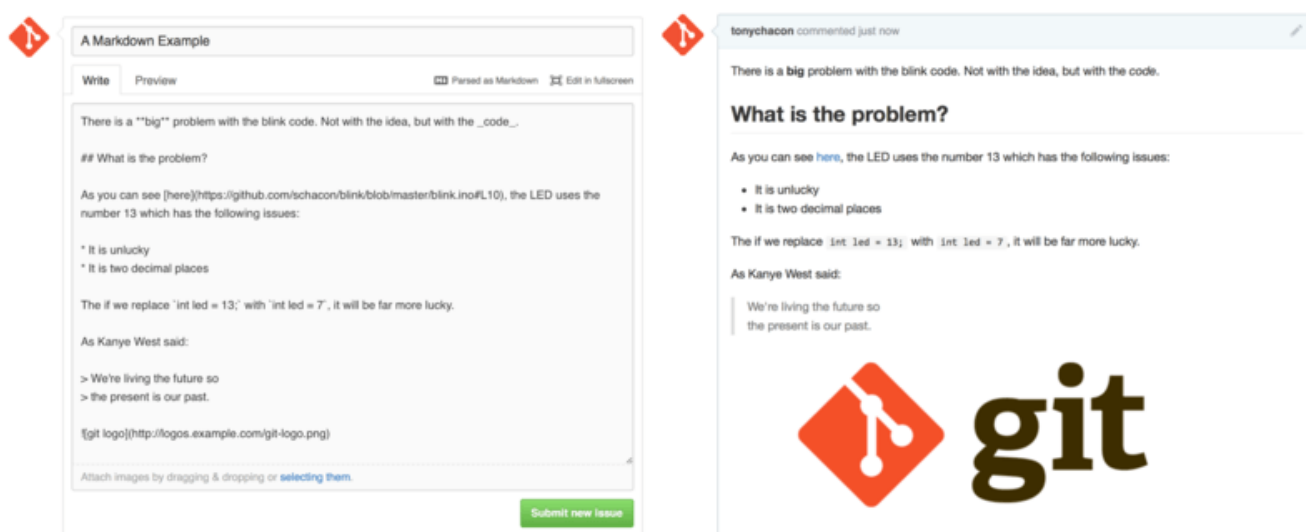 A Markdown Example
Write Preview Parsed as Markdown Edit in fullscreen
There is a **big** problem with the blink code. Not with the idea, but with the _code_.
## What is the problem?
As you can see [here](https://github.com/schacon/blink/blob/master/blink.ino#L10), the LED uses the
number 13 which has the following issues:
* It is unlucky
* It is two decimal places
The if we replace `int led = 13;` with `int led = 7`, it will be far more lucky.
As Kanye West said:
> We're living the future so
> the present is our past.
![git logo](http://logos.example.com/git-logo.png)
Attach images by dragging & dropping or selecting them.
Submit new issue
tonychacon commented just now
There is a big problem with the blink code. Not with the idea, but with the code.
What is the problem?
As you can see here, the LED uses the number 13 which has the following issues:
• It is unlucky
• It is two decimal places
The if we replace int led = 13; with int led = 7 , it will be far more lucky.
As Kanye West said:
We're living the future so
the present is our past.
git